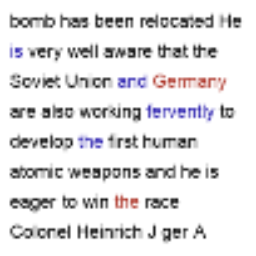 bomb has been relocated He
is very well aware that the
Soviet Union and Germany
are also working fervently to
develop the first human
atomic weapons and he is
eager to win the race
Colonel Heinrich J ger A